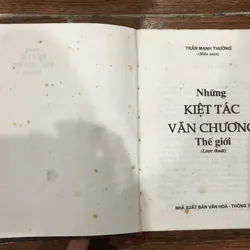 TRẦN MẠNH THƯỜNG
(Biên soạn)
Những
KIỆT TÁC
VĂN CHƯƠNG
Thế giới
(Lược thuật)
NHÀ XUẤT BẢN VĂN HOÁ - THÔNG T